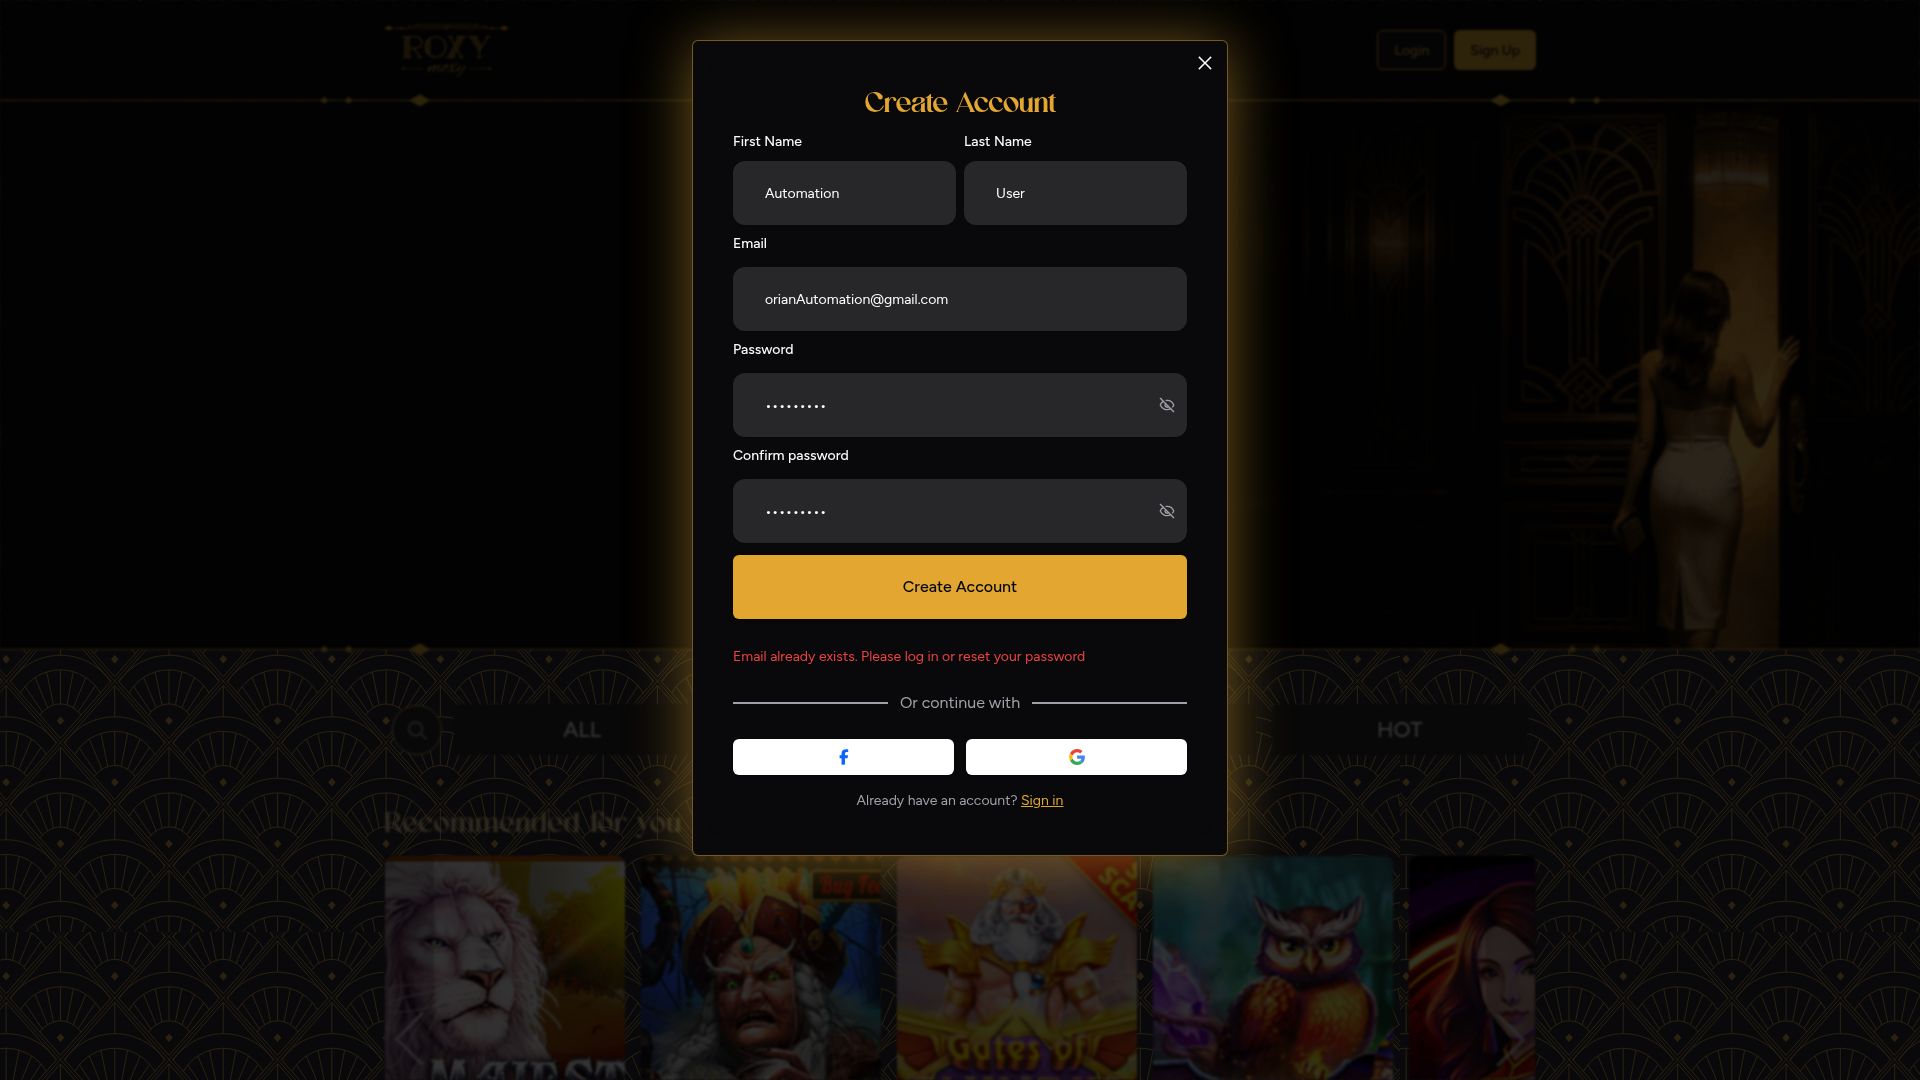 ROXY
moxy
Login
Sign Up
Create Account
First Name
Last Name
Automation
User
Email
orianAutomation@gmail.com
Password
•••••••••
Confirm password
•••••••••
Create Account
Email already exists. Please log in or reset your password
Or continue with
Already have an account? Sign in
ALL
HOT
Recommended for you
Gates of